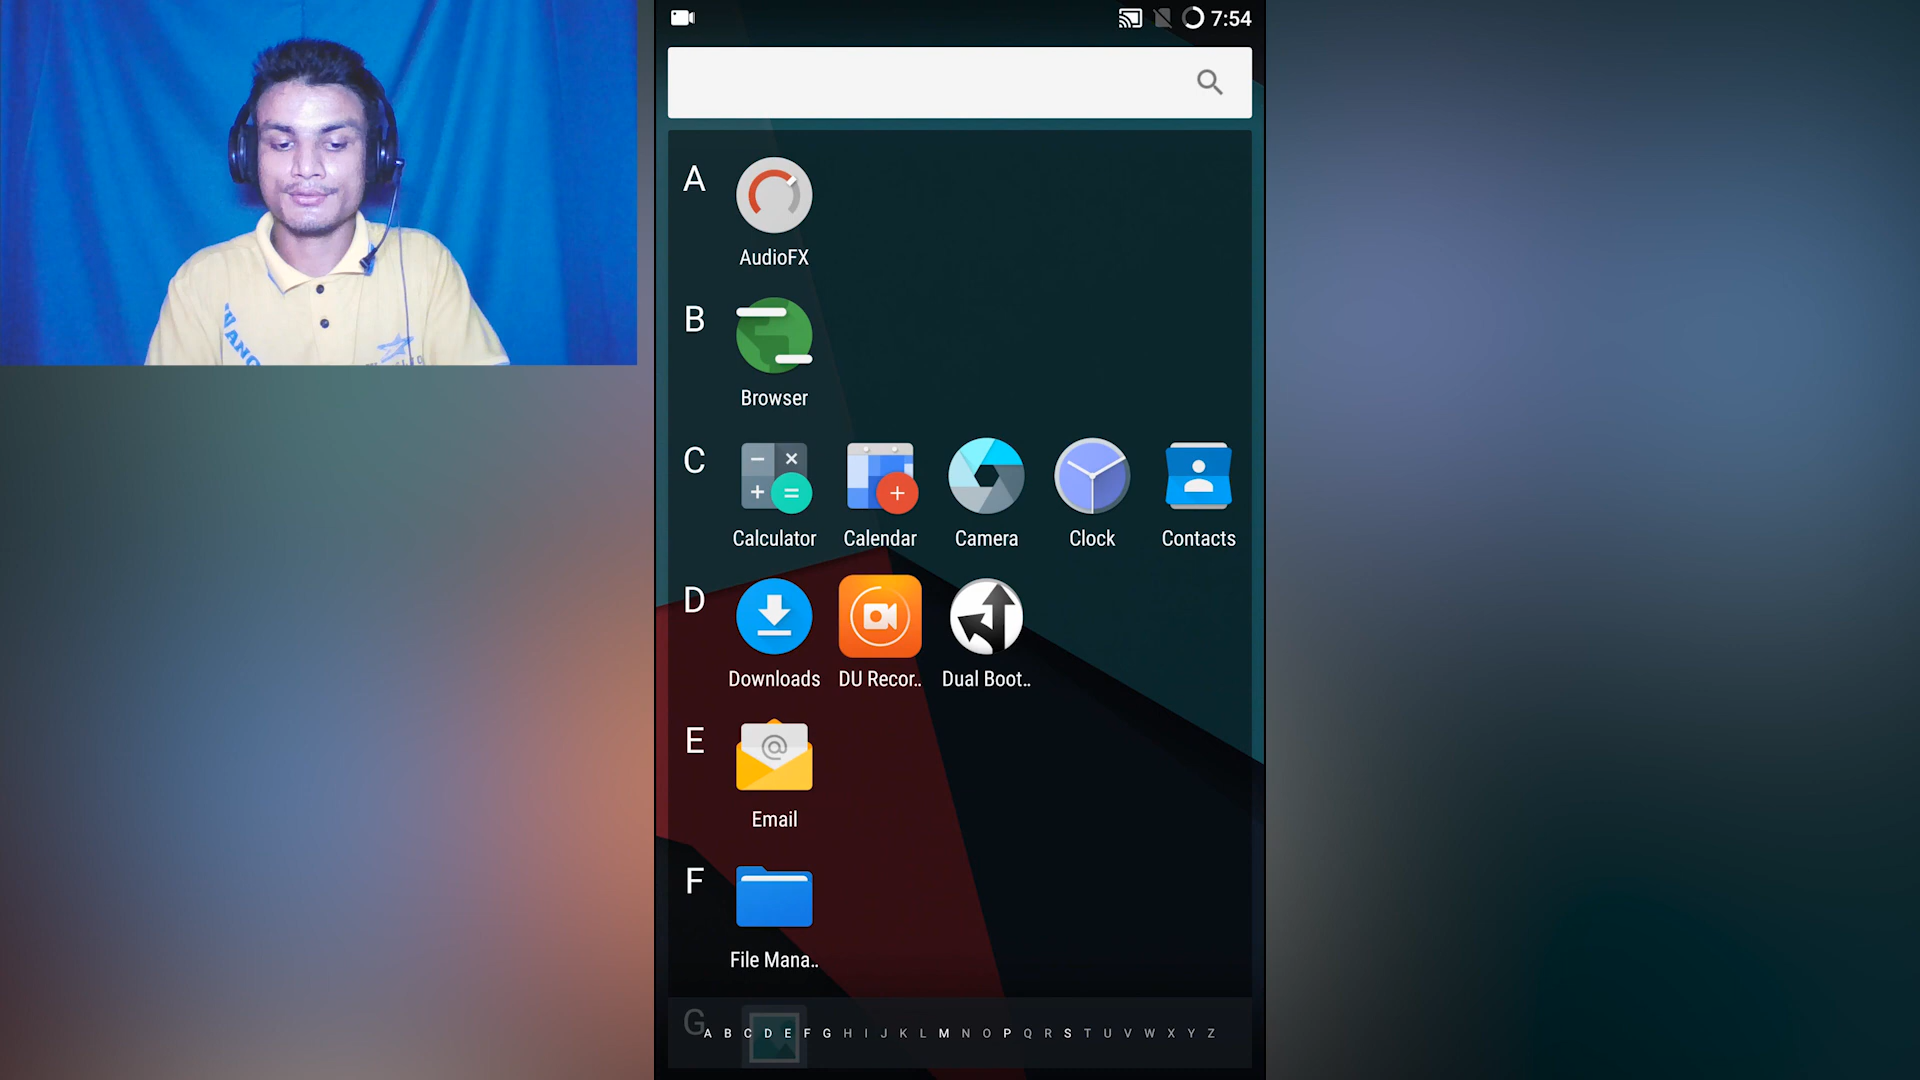 7:54
A
AudioFX
B
Browser
C
Calculator Calendar Camera Clock Contacts
D
Downloads DU Recor.. Dual Boot..
E
Email
F
File Mana..
G
A B C D E F G H I J K L M N O P Q R S T U V W X Y Z